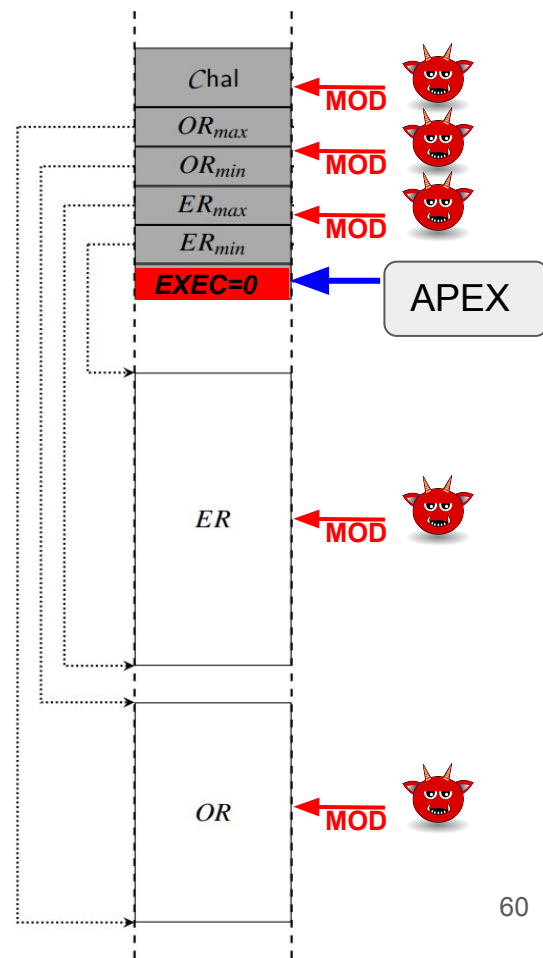 Chal
MOD
OR_max
OR_min
MOD
ER_max
MOD
ER_min
EXEC=0
APEX
ER
MOD
OR
MOD
60